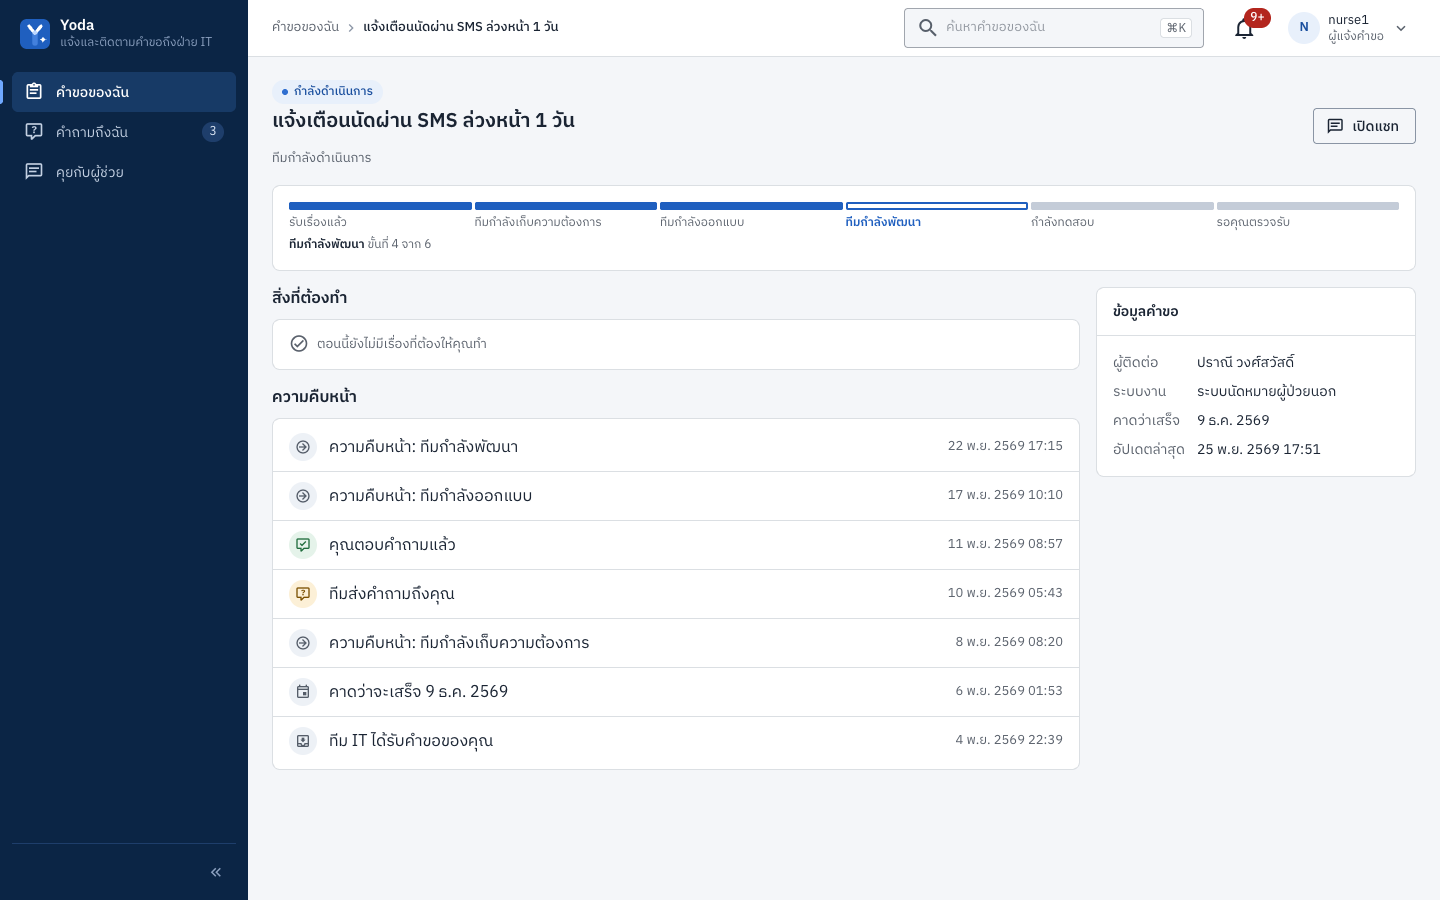 Yoda
แจ้งและติดตามคำขอถึงฝ่าย IT
คำขอของฉัน
คำถามถึงฉัน 3
คุยกับผู้ช่วย
คำขอของฉัน > แจ้งเตือนนัดผ่าน SMS ล่วงหน้า 1 วัน
ค้นหาคำขอของฉัน ⌘K
9+
N
nurse1
ผู้แจ้งคำขอ
กำลังดำเนินการ
แจ้งเตือนนัดผ่าน SMS ล่วงหน้า 1 วัน
เปิดแชท
ทีมกำลังดำเนินการ
รับเรื่องแล้ว ทีมกำลังเก็บความต้องการ ทีมกำลังออกแบบ ทีมกำลังพัฒนา กำลังทดสอบ รอคุณตรวจรับ
ทีมกำลังพัฒนา ขั้นที่ 4 จาก 6
สิ่งที่ต้องทำ
ตอนนี้ยังไม่มีเรื่องที่ต้องให้คุณทำ
ความคืบหน้า
ความคืบหน้า: ทีมกำลังพัฒนา 22 พ.ย. 2569 17:15
ความคืบหน้า: ทีมกำลังออกแบบ 17 พ.ย. 2569 10:10
คุณตอบคำถามแล้ว 11 พ.ย. 2569 08:57
ทีมส่งคำถามถึงคุณ 10 พ.ย. 2569 05:43
ความคืบหน้า: ทีมกำลังเก็บความต้องการ 8 พ.ย. 2569 08:20
คาดว่าจะเสร็จ 9 ธ.ค. 2569 6 พ.ย. 2569 01:53
ทีม IT ได้รับคำขอของคุณ 4 พ.ย. 2569 22:39
ข้อมูลคำขอ
ผู้ติดต่อ ปราณี วงศ์สวัสดิ์
ระบบงาน ระบบนัดหมายผู้ป่วยนอก
คาดว่าเสร็จ 9 ธ.ค. 2569
อัปเดตล่าสุด 25 พ.ย. 2569 17:51